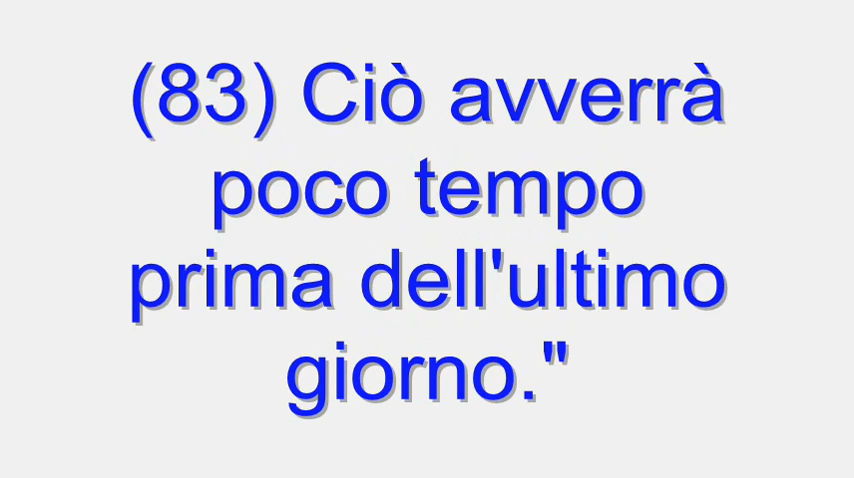 (83) Ciò avverrà
poco tempo
prima dell'ultimo
giorno."